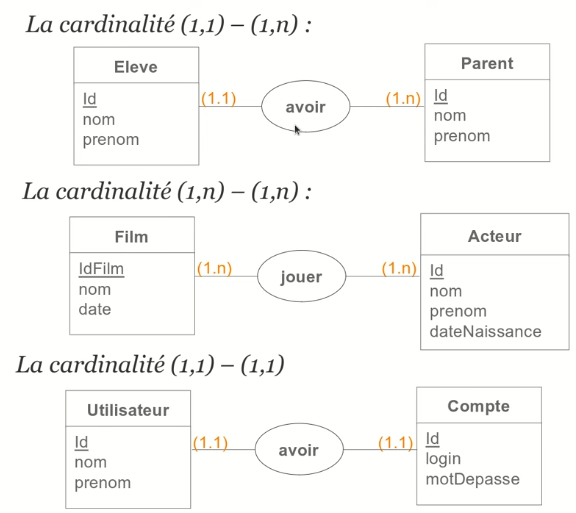 La cardinalité (1,1) – (1,n) :
Eleve
Id
nom
prenom
(1.1)
avoir
(1.n)
Parent
Id
nom
prenom
La cardinalité (1,n) – (1,n) :
Film
IdFilm
nom
date
(1.n)
jouer
(1.n)
Acteur
Id
nom
prenom
dateNaissance
La cardinalité (1,1) – (1,1)
Utilisateur
Id
nom
prenom
(1.1)
avoir
(1.1)
Compte
Id
login
motDepasse